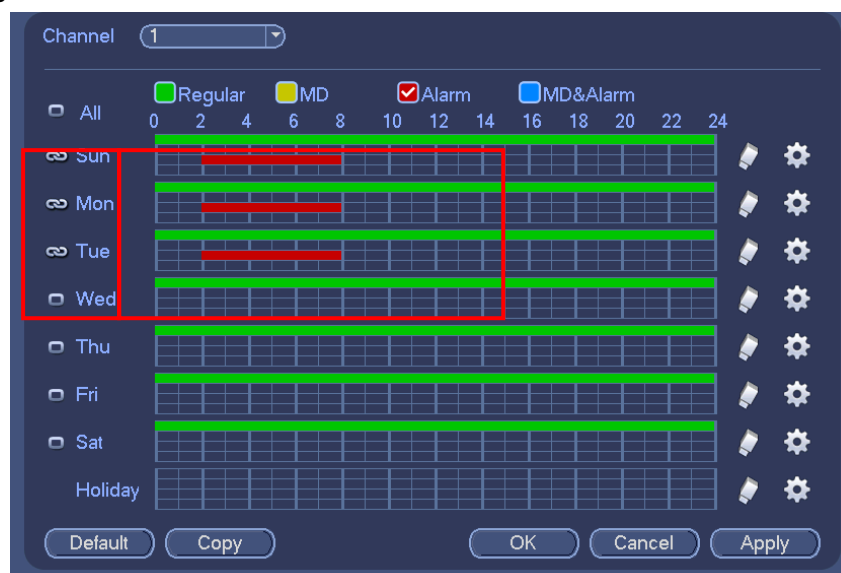 Channel 1
Regular MD Alarm MD&Alarm
All 0 2 4 6 8 10 12 14 16 18 20 22 24
Sun
Mon
Tue
Wed
Thu
Fri
Sat
Holiday
Default Copy OK Cancel Apply